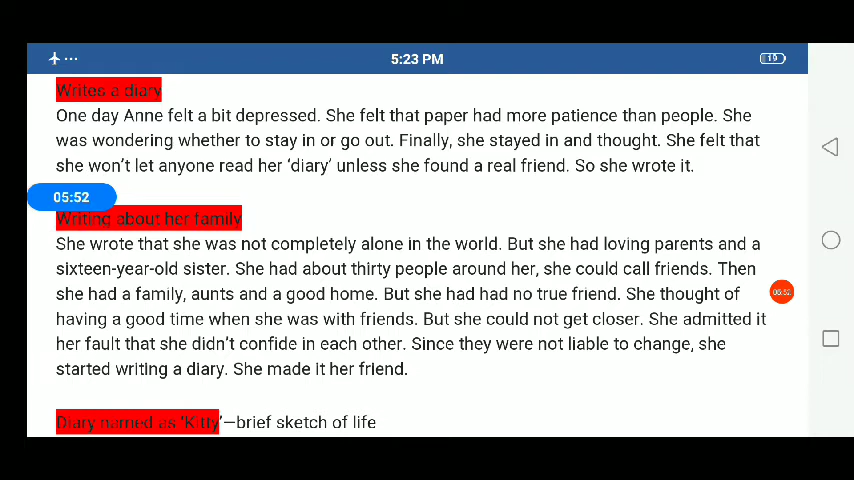 5:23 PM
19
Writes a diary
One day Anne felt a bit depressed. She felt that paper had more patience than people. She
was wondering whether to stay in or go out. Finally, she stayed in and thought. She felt that
she won't let anyone read her ‘diary’ unless she found a real friend. So she wrote it.
05:52
Writing about her family
She wrote that she was not completely alone in the world. But she had loving parents and a
sixteen-year-old sister. She had about thirty people around her, she could call friends. Then
she had a family, aunts and a good home. But she had had no true friend. She thought of
05:52
having a good time when she was with friends. But she could not get closer. She admitted it
her fault that she didn't confide in each other. Since they were not liable to change, she
started writing a diary. She made it her friend.
Diary named as ‘Kitty’—brief sketch of life